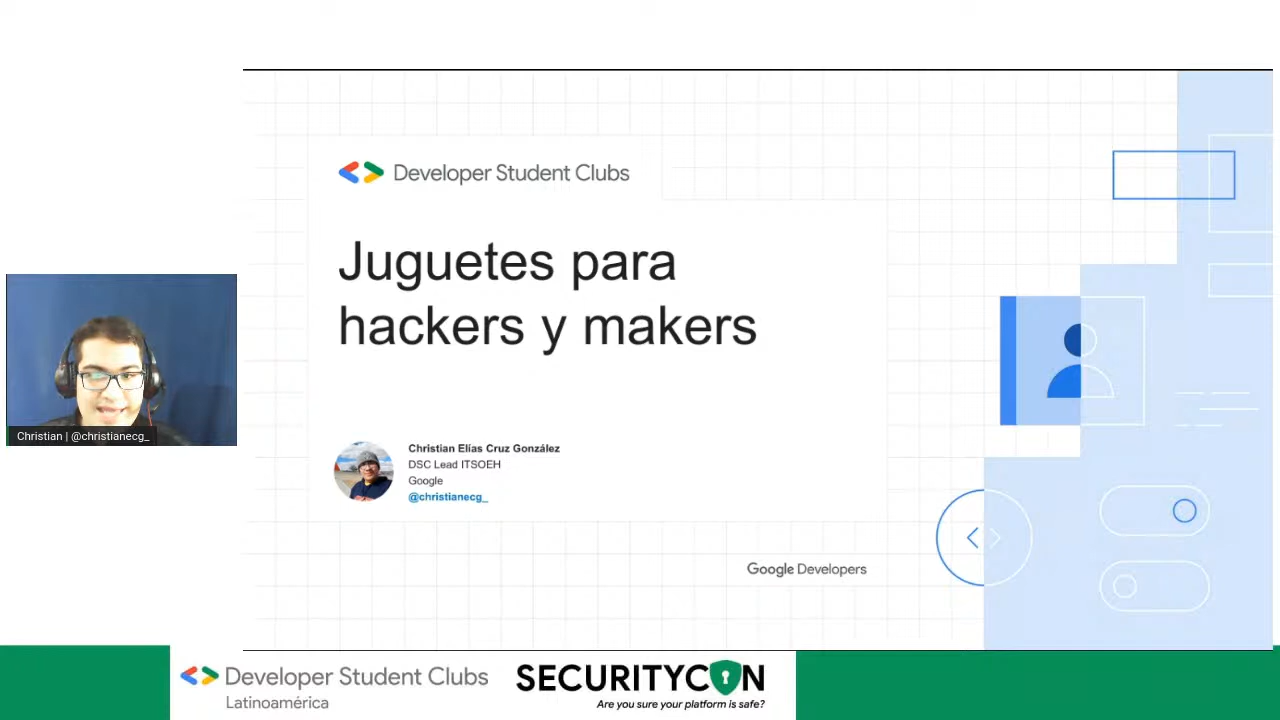 Developer Student Clubs
Juguetes para
hackers y makers
Christian Elías Cruz González
DSC Lead ITSOEH
Google
@christianecg_
Google Developers
Christian | @christianecg_
Developer Student Clubs
Latinoamérica
SECURITYCON
Are you sure your platform is safe?